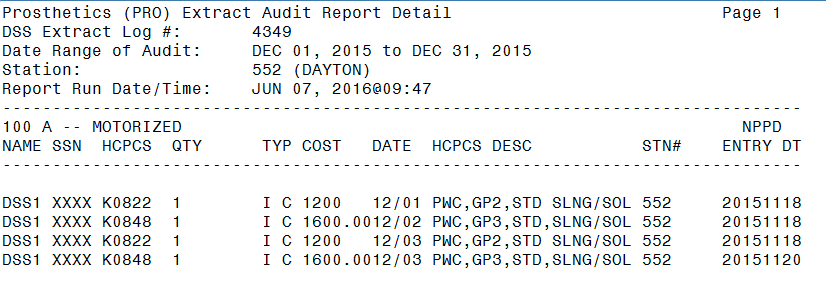 Prosthetics (PRO) Extract Audit Report Detail                           Page 1
DSS Extract Log #:       4349
Date Range of Audit:     DEC 01, 2015 to DEC 31, 2015
Station:                 552 (DAYTON)
Report Run Date/Time:    JUN 07, 2016@09:47
--------------------------------------------------------------------------------
100 A -- MOTORIZED                                                        NPPD
NAME SSN  HCPCS  QTY      TYP COST   DATE  HCPCS DESC           STN#    ENTRY DT
--------------------------------------------------------------------------------
DSS1 XXXX K0822  1        I C 1200   12/01 PWC,GP2,STD SLNG/SOL 552     20151118
DSS1 XXXX K0848  1        I C 1600.0012/02 PWC,GP3,STD,SLNG/SOL 552     20151118
DSS1 XXXX K0822  1        I C 1200   12/03 PWC,GP2,STD SLNG/SOL 552     20151118
DSS1 XXXX K0848  1        I C 1600.0012/03 PWC,GP3,STD,SLNG/SOL 552     20151120